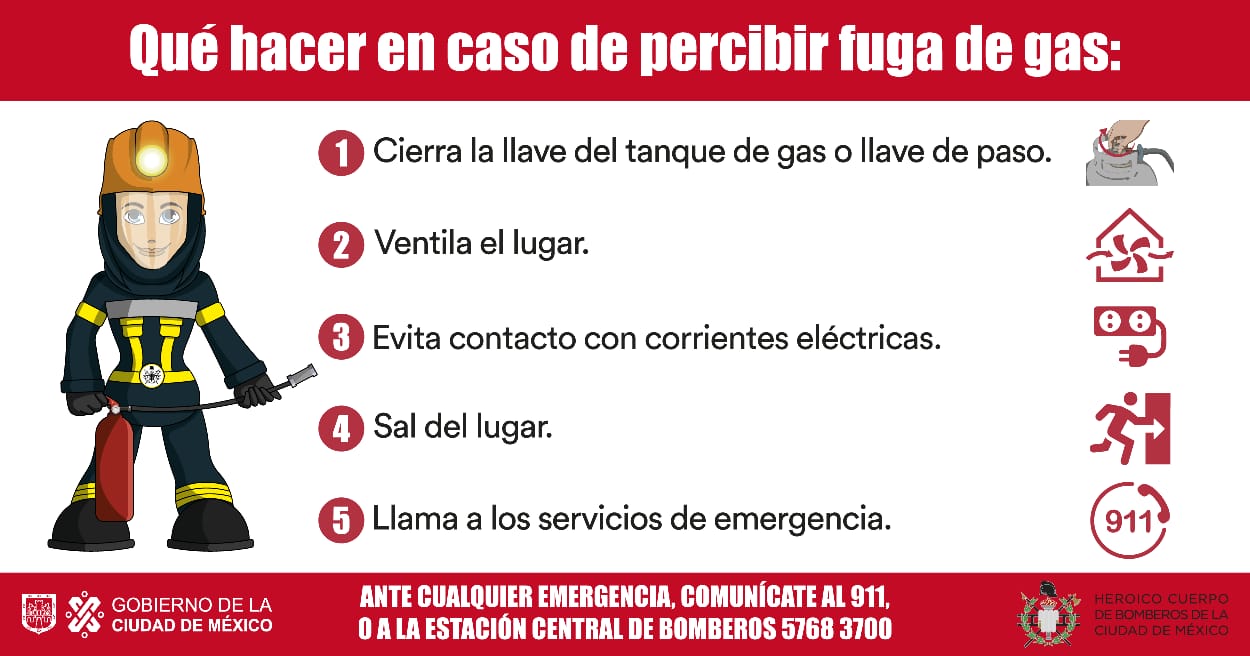 Qué hacer en caso de percibir fuga de gas:
1 Cierra la llave del tanque de gas o llave de paso.
2 Ventila el lugar.
3 Evita contacto con corrientes eléctricas.
4 Sal del lugar.
5 Llama a los servicios de emergencia.
911
GOBIERNO DE LA
CIUDAD DE MÉXICO
ANTE CUALQUIER EMERGENCIA, COMUNÍCATE AL 911,
O A LA ESTACIÓN CENTRAL DE BOMBEROS 5768 3700
HEROICO CUERPO
DE BOMBEROS DE LA
CIUDAD DE MÉXICO